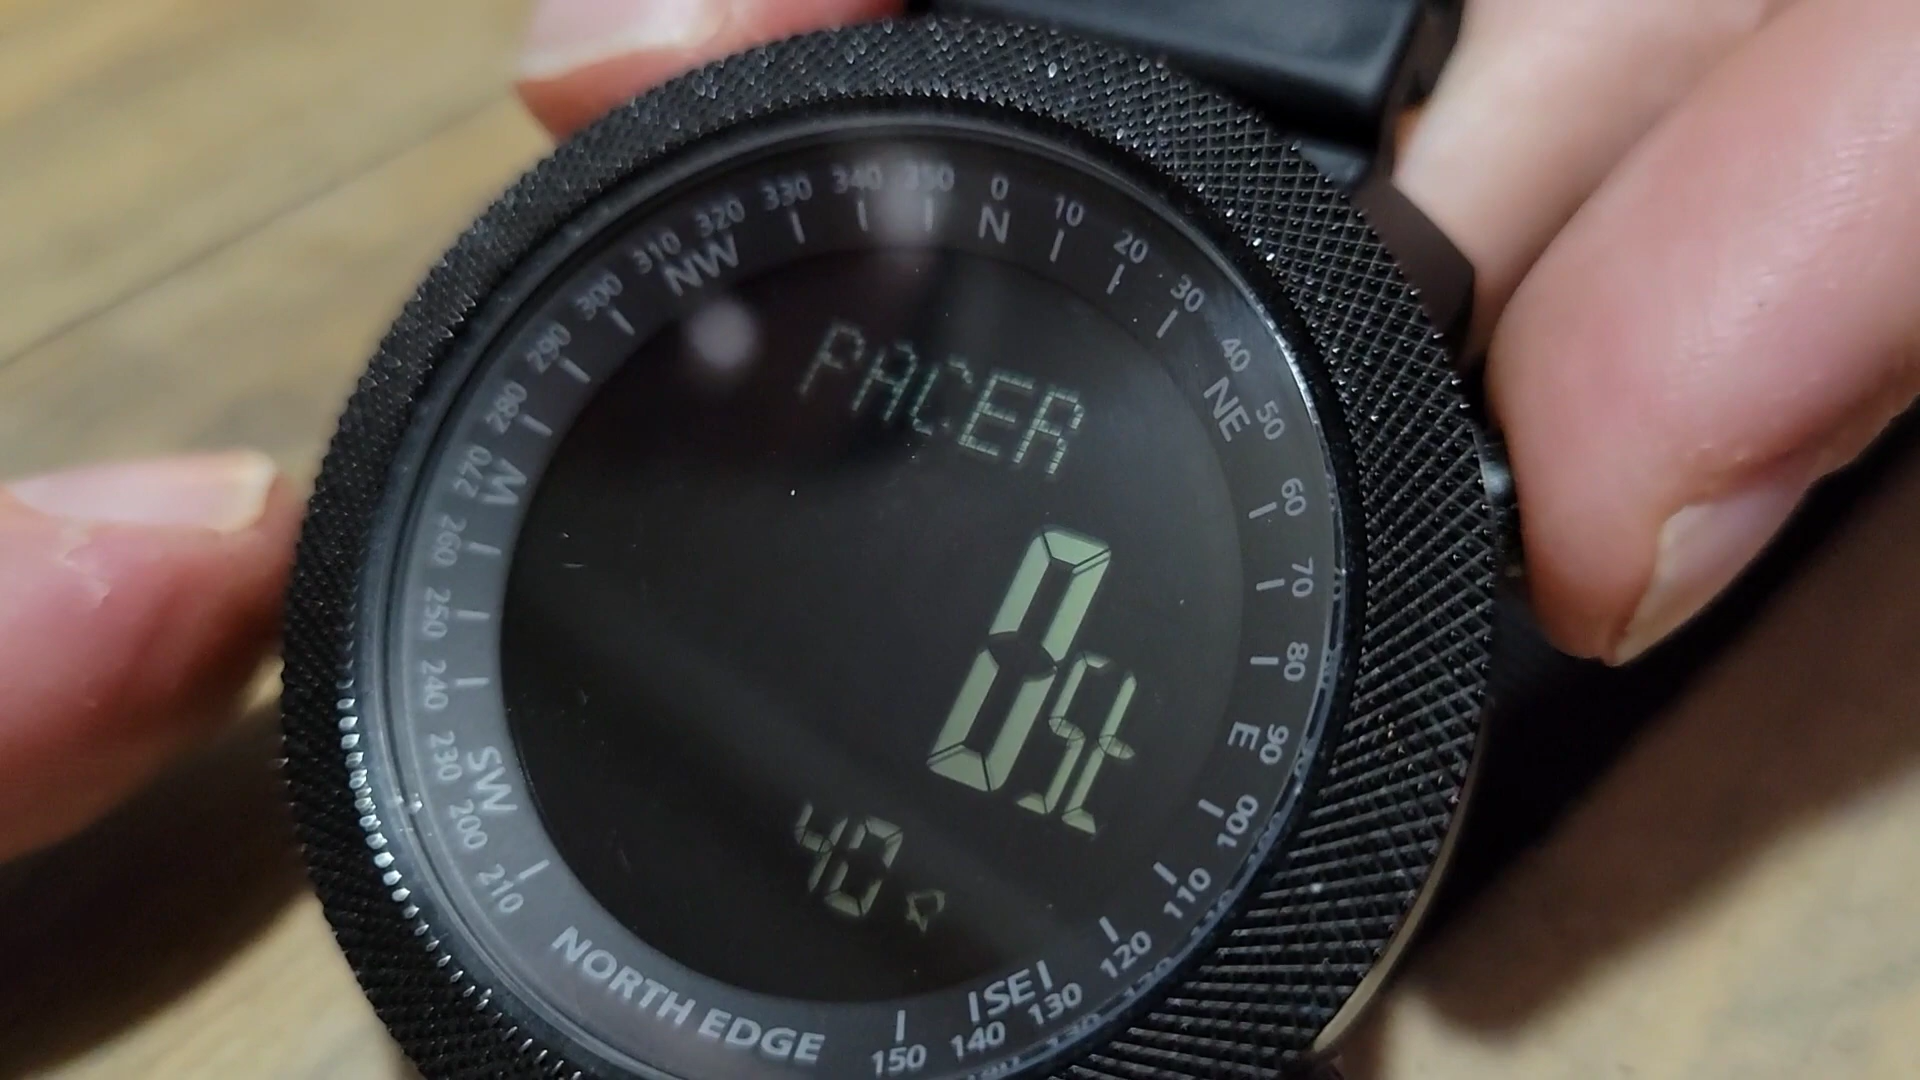 0 10 20 30 40 50 60 70 80 90 100 110 120 130 140 150
210 200 230 240 250 260 270 280 290 300 310 320 330 340 350
N NE E SE
SW W NW
PACER
0St
40
NORTH EDGE